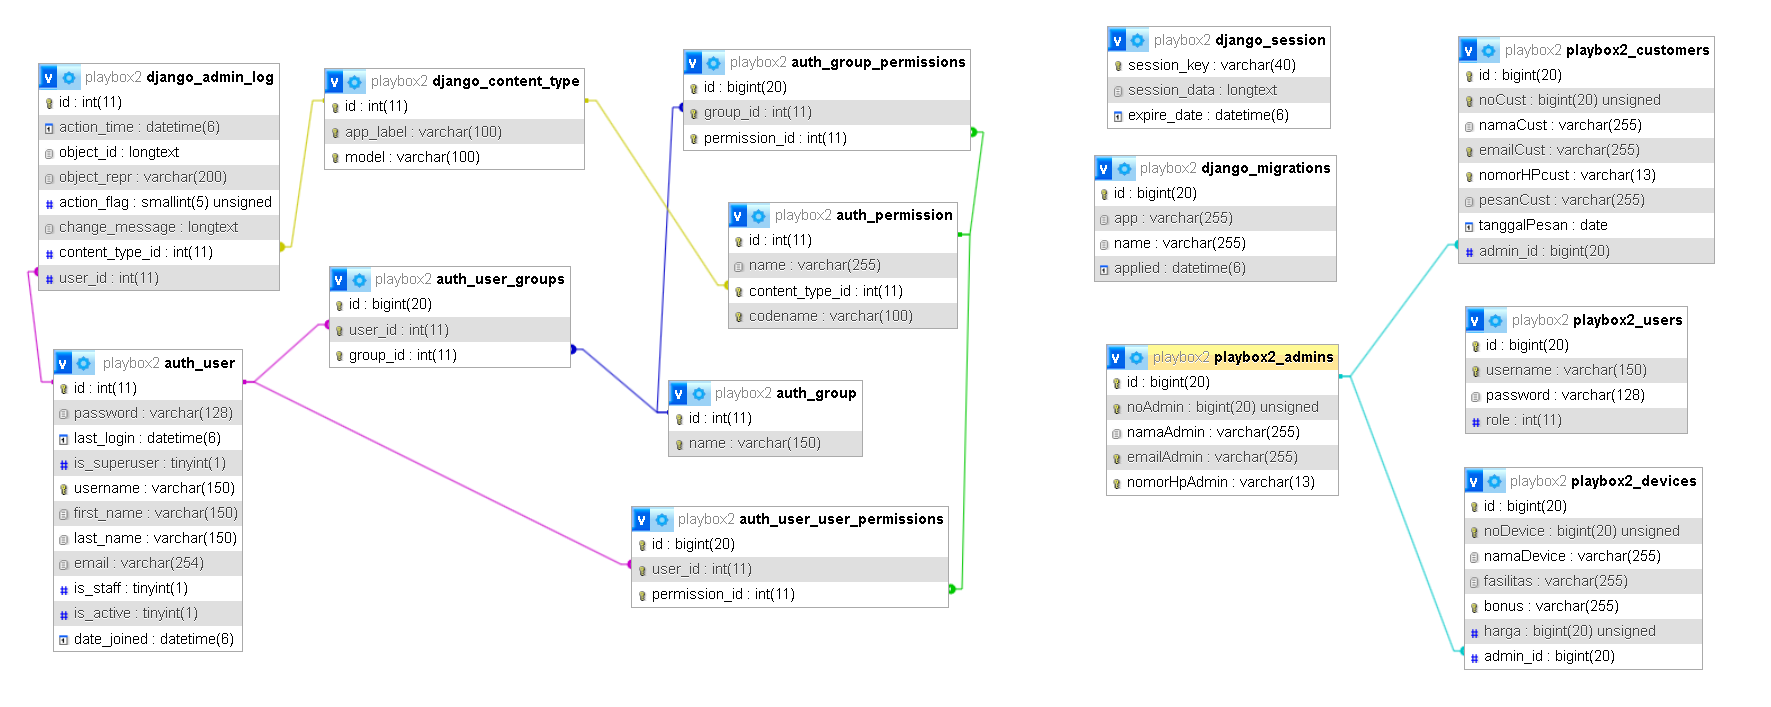 playbox2 django_admin_log
id : int(11)
action_time : datetime(6)
object_id : longtext
object_repr : varchar(200)
action_flag : smallint(5) unsigned
change_message : longtext
content_type_id : int(11)
user_id : int(11)
playbox2 django_content_type
id : int(11)
app_label : varchar(100)
model : varchar(100)
playbox2 auth_group_permissions
id : bigint(20)
group_id : int(11)
permission_id : int(11)
playbox2 auth_permission
id : int(11)
name : varchar(255)
content_type_id : int(11)
codename : varchar(100)
playbox2 auth_user_groups
id : bigint(20)
user_id : int(11)
group_id : int(11)
playbox2 auth_user
id : int(11)
password : varchar(128)
last_login : datetime(6)
is_superuser : tinyint(1)
username : varchar(150)
first_name : varchar(150)
last_name : varchar(150)
email : varchar(254)
is_staff : tinyint(1)
is_active : tinyint(1)
date_joined : datetime(6)
playbox2 auth_group
id : int(11)
name : varchar(150)
playbox2 auth_user_user_permissions
id : bigint(20)
user_id : int(11)
permission_id : int(11)
playbox2 django_session
session_key : varchar(40)
session_data : longtext
expire_date : datetime(6)
playbox2 django_migrations
id : bigint(20)
app : varchar(255)
name : varchar(255)
applied : datetime(6)
playbox2 playbox2_admins
id : bigint(20)
noAdmin : bigint(20) unsigned
namaAdmin : varchar(255)
emailAdmin : varchar(255)
nomorHpAdmin : varchar(13)
playbox2 playbox2_customers
id : bigint(20)
noCust : bigint(20) unsigned
namaCust : varchar(255)
emailCust : varchar(255)
nomorHPcust : varchar(13)
pesanCust : varchar(255)
tanggalPesan : date
admin_id : bigint(20)
playbox2 playbox2_users
id : bigint(20)
username : varchar(150)
password : varchar(128)
role : int(11)
playbox2 playbox2_devices
id : bigint(20)
noDevice : bigint(20) unsigned
namaDevice : varchar(255)
fasilitas : varchar(255)
bonus : varchar(255)
harga : bigint(20) unsigned
admin_id : bigint(20)